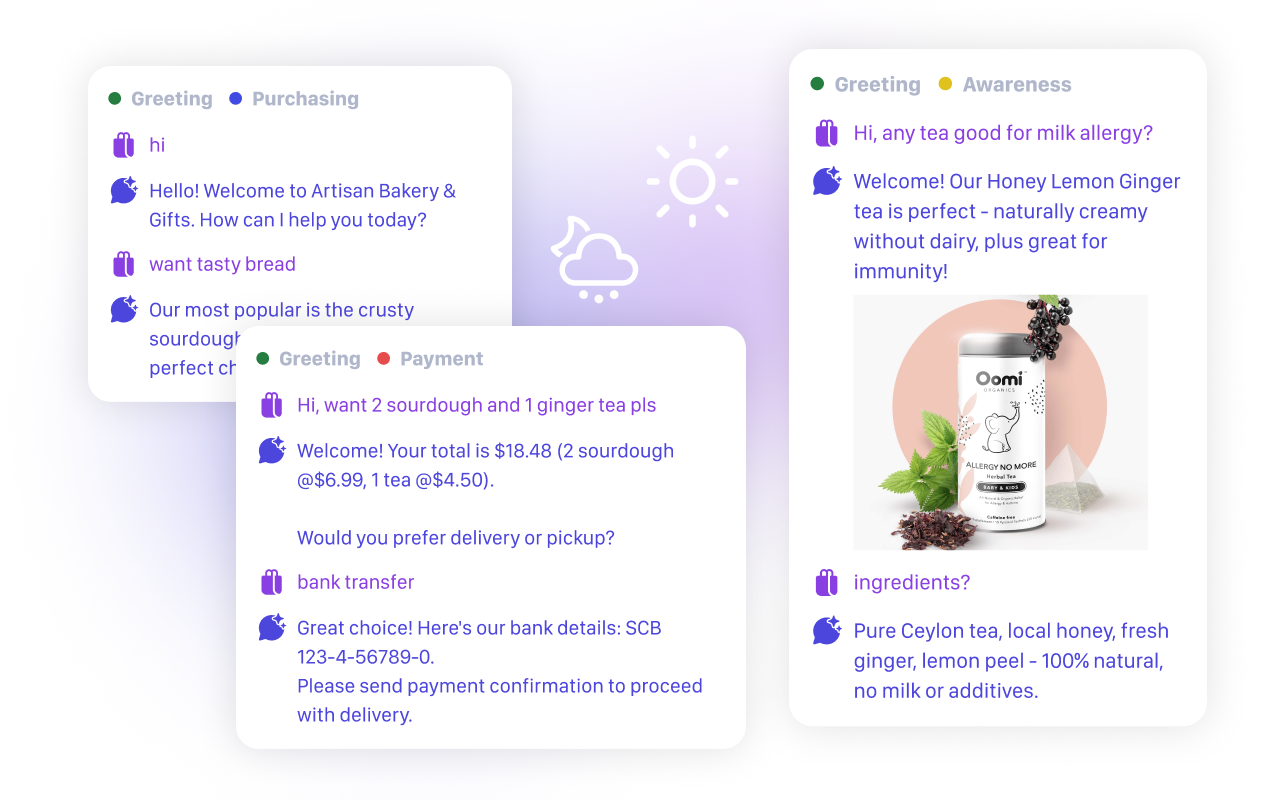 Greeting Purchasing
hi
Hello! Welcome to Artisan Bakery &
Gifts. How can I help you today?
want tasty bread
Our most popular is the crusty
sourdough
perfect
Greeting Payment
Hi, want 2 sourdough and 1 ginger tea pls
Welcome! Your total is $18.48 (2 sourdough
@$6.99, 1 tea @$4.50).
Would you prefer delivery or pickup?
bank transfer
Great choice! Here's our bank details: SCB
123-4-56789-0.
Please send payment confirmation to proceed
with delivery.
Greeting Awareness
Hi, any tea good for milk allergy?
Welcome! Our Honey Lemon Ginger
tea is perfect - naturally creamy
without dairy, plus great for
immunity!
Oomi
ORGANICS
ALLERGY NO MORE
Herbal Tea
BABY & KIDS
Caffeine free
ingredients?
Pure Ceylon tea, local honey, fresh
ginger, lemon peel - 100% natural,
no milk or additives.